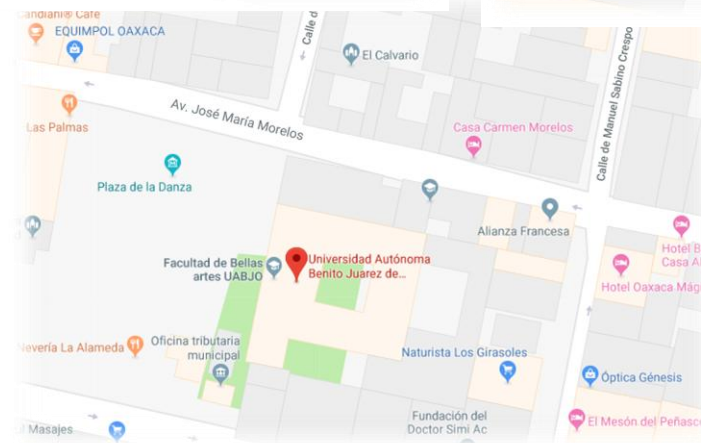 Candiani® Café
EQUIMPOL OAXACA
Calle d
El Calvario
Calle de Manuel Sabino Crespo
Av. José María Morelos
Las Palmas
Casa Carmen Morelos
Plaza de la Danza
Alianza Francesa
Hotel B
Casa A
Facultad de Bellas
artes UABJO
Universidad Autónoma
Benito Juarez de...
Hotel Oaxaca Mági
Nevería La Alameda
Oficina tributaria
municipal
Naturista Los Girasoles
Óptica Génesis
Masajes
Fundación del
Doctor Simi Ac
El Mesón del Peñasco